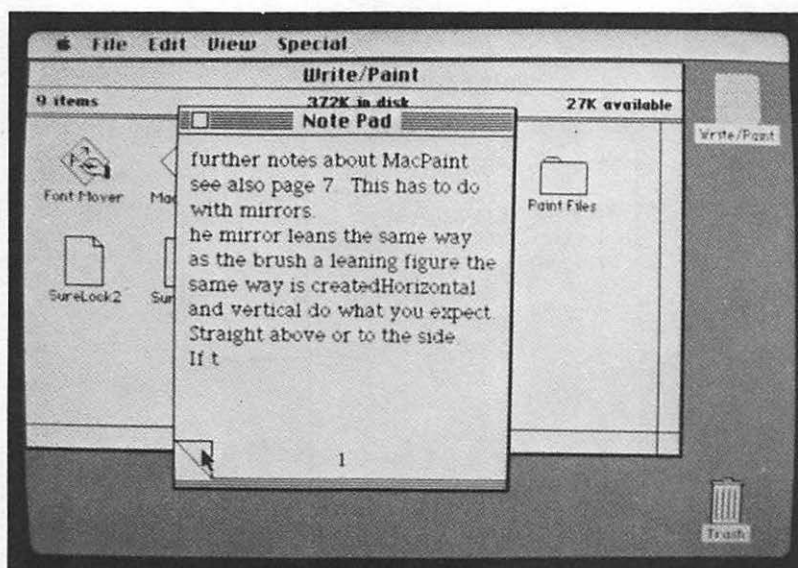 File Edit View Special
Write/Paint
9 items 372K in disk 27K available
Note Pad
further notes about MacPaint
see also page 7. This has to do
with mirrors.
he mirror leans the same way
as the brush a leaning figure the
same way is createdHorizontal
and vertical do what you expect.
Straight above or to the side.
If t
1
Font Mover
Mac
SureLock2
Sur
Paint Files
Write/Paint
Trash